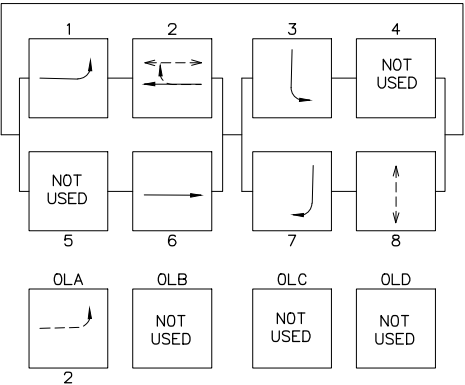 1 2 3 4
NOT
USED
NOT
USED
5 6 7 8
OLA OLB OLC OLD
NOT
USED
NOT
USED
NOT
USED
2